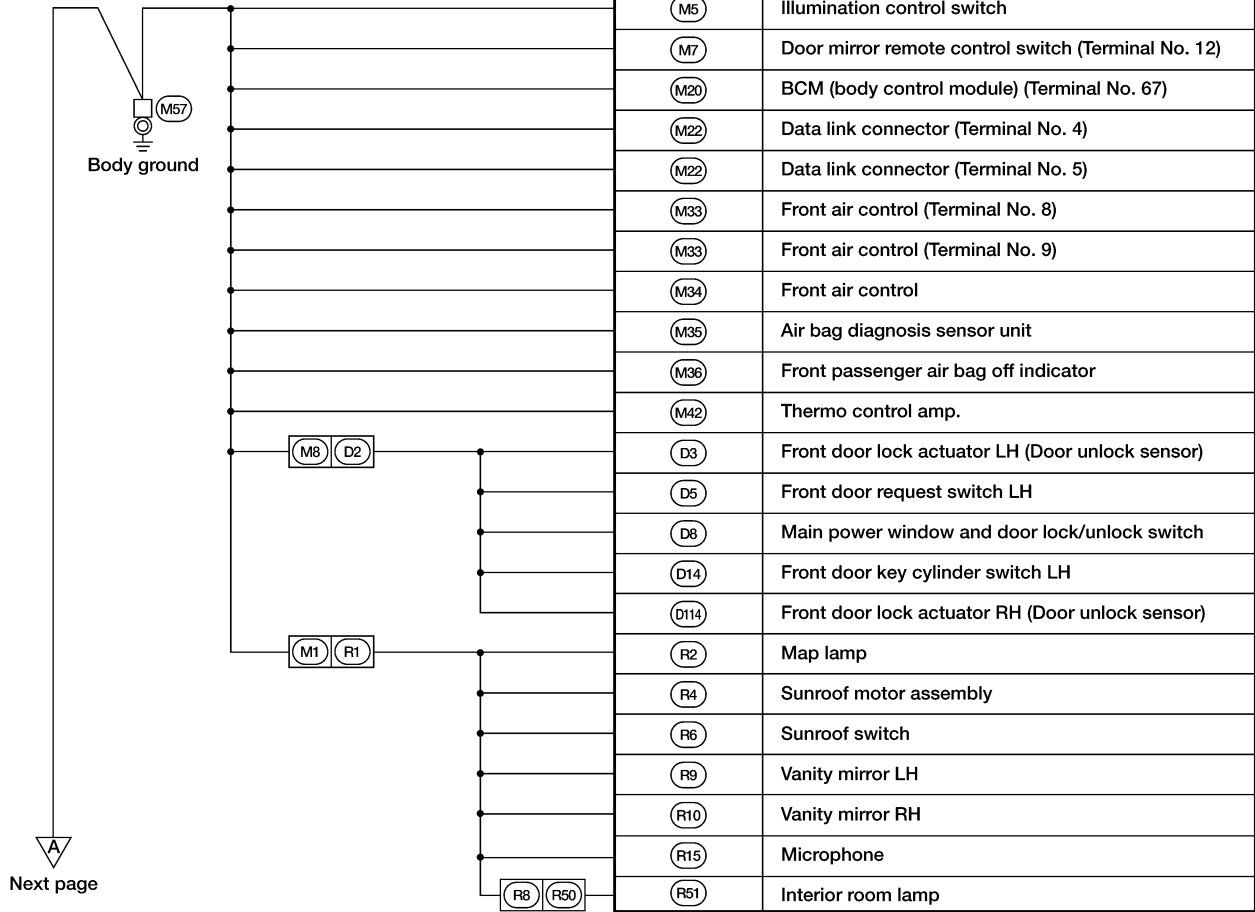 M5 Illumination control switch
M7 Door mirror remote control switch (Terminal No. 12)
M20 BCM (body control module) (Terminal No. 67)
M57
M22 Data link connector (Terminal No. 4)
Body ground
M22 Data link connector (Terminal No. 5)
M33 Front air control (Terminal No. 8)
M33 Front air control (Terminal No. 9)
M34 Front air control
M35 Air bag diagnosis sensor unit
M36 Front passenger air bag off indicator
M42 Thermo control amp.
M8 D2 D3 Front door lock actuator LH (Door unlock sensor)
D5 Front door request switch LH
D8 Main power window and door lock/unlock switch
D14 Front door key cylinder switch LH
D114 Front door lock actuator RH (Door unlock sensor)
M1 R1 R2 Map lamp
R4 Sunroof motor assembly
R6 Sunroof switch
R9 Vanity mirror LH
R10 Vanity mirror RH
A
R15 Microphone
Next page
R8 R50 R51 Interior room lamp